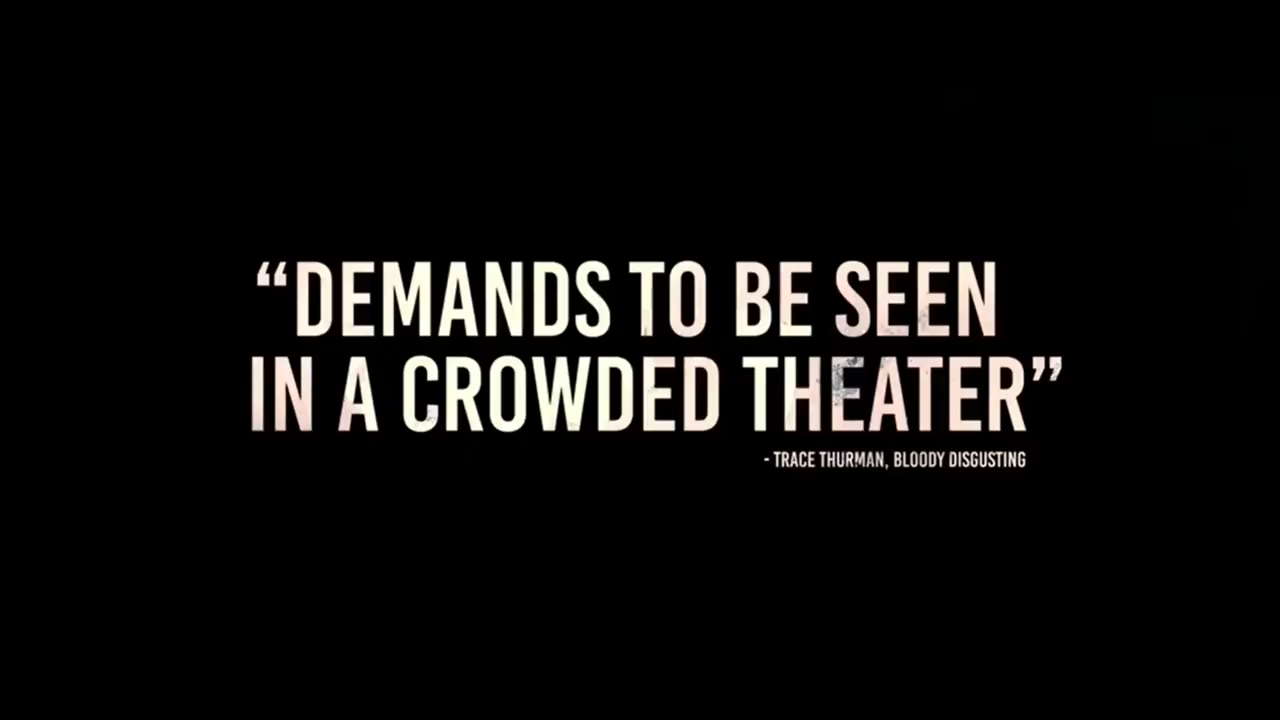 “DEMANDS TO BE SEEN
IN A CROWDED THEATER”
- TRACE THURMAN, BLOODY DISGUSTING